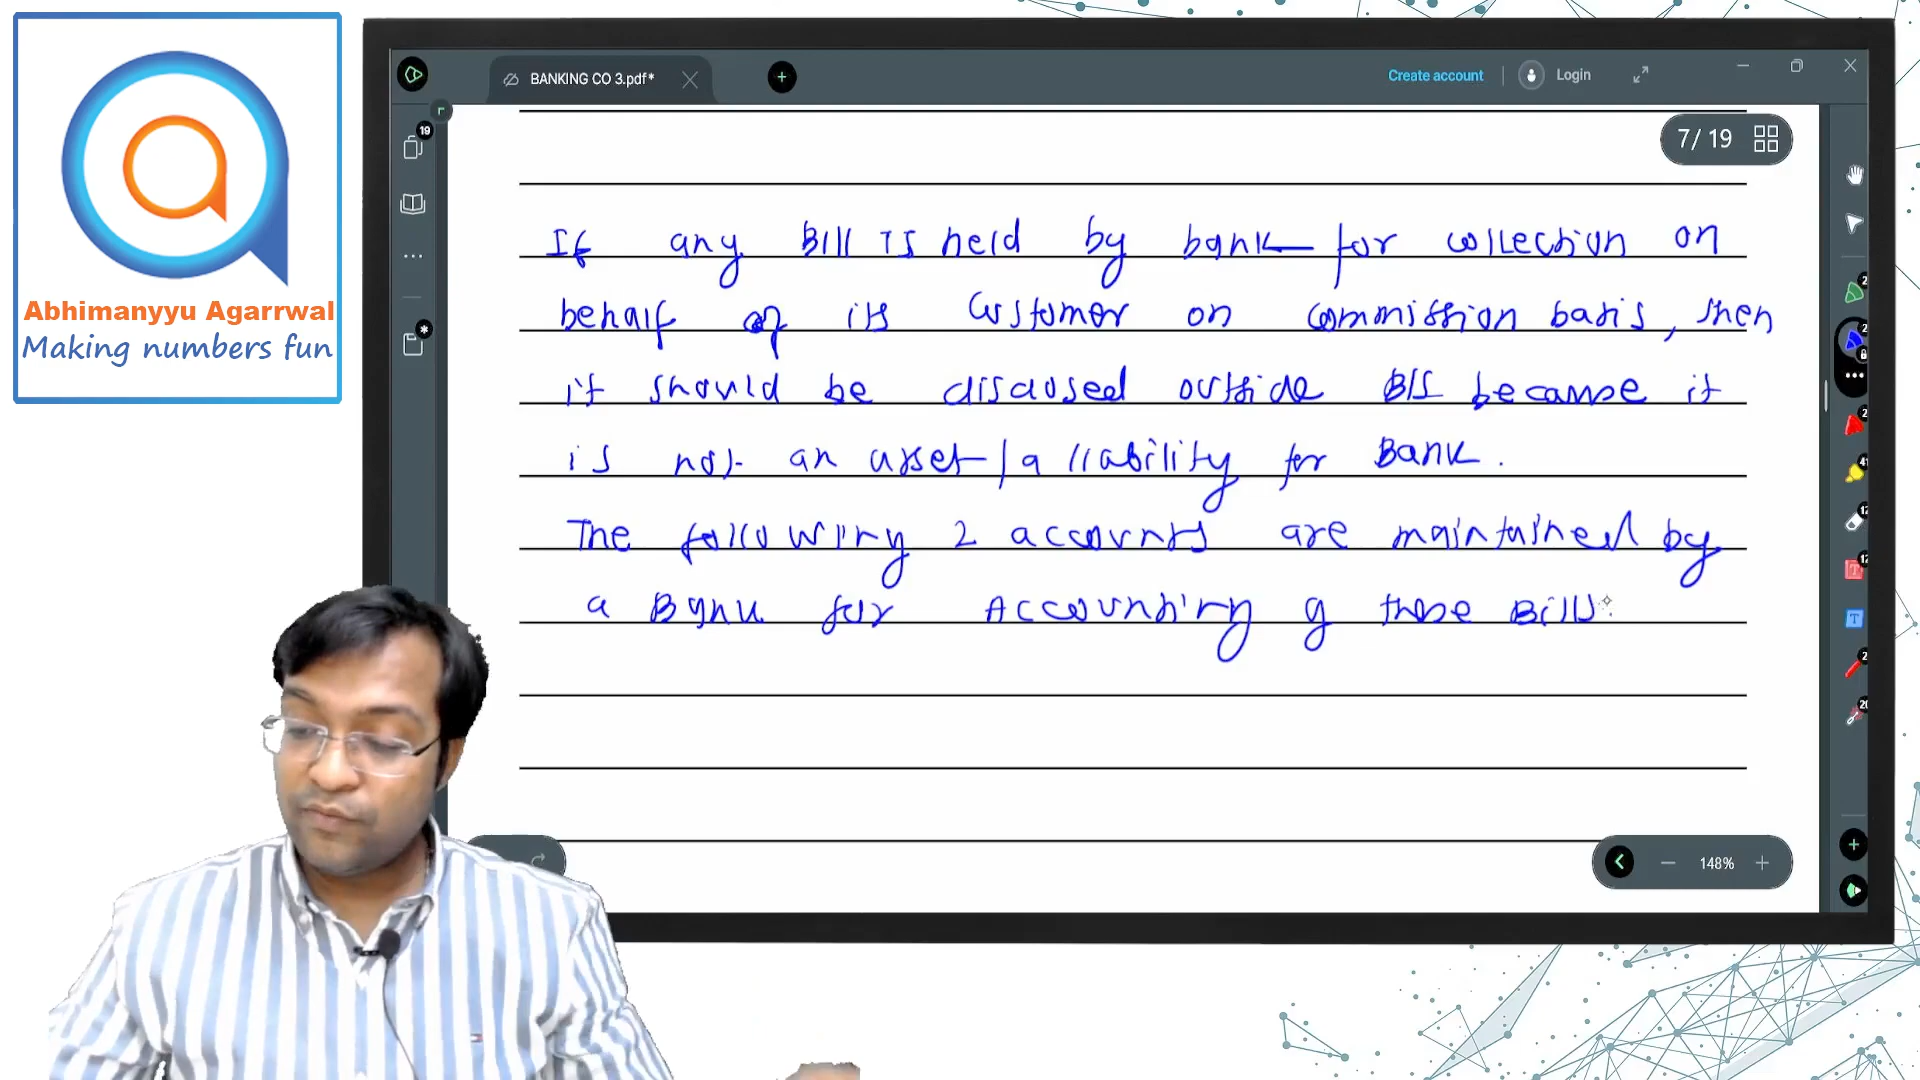 Abhimanyyu Agarrwal
Making numbers fun
BANKING CO 3.pdf*
Create account
Login
19
7/ 19
If any Bill is held by bank for collection on
behalf of its customer on commission basis, then
it should be disclosed outside B/S because it
is not an asset / a liability for Bank.
The following 2 accounts are maintained by
a Bank for Accounting of these Bills:
148%